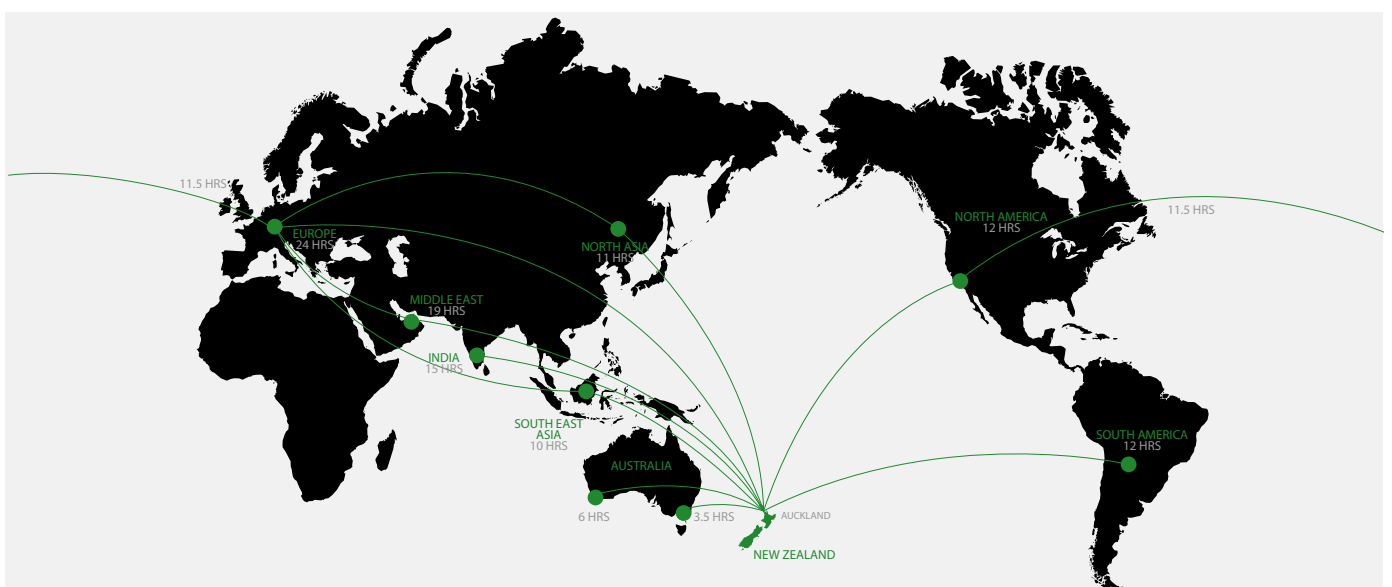 11.5 HRS
EUROPE
24 HRS
NORTH ASIA
11 HRS
NORTH AMERICA
12 HRS
11.5 HRS
MIDDLE EAST
19 HRS
INDIA
15 HRS
SOUTH EAST
ASIA
10 HRS
AUSTRALIA
6 HRS
3.5 HRS
AUCKLAND
NEW ZEALAND
SOUTH AMERICA
12 HRS